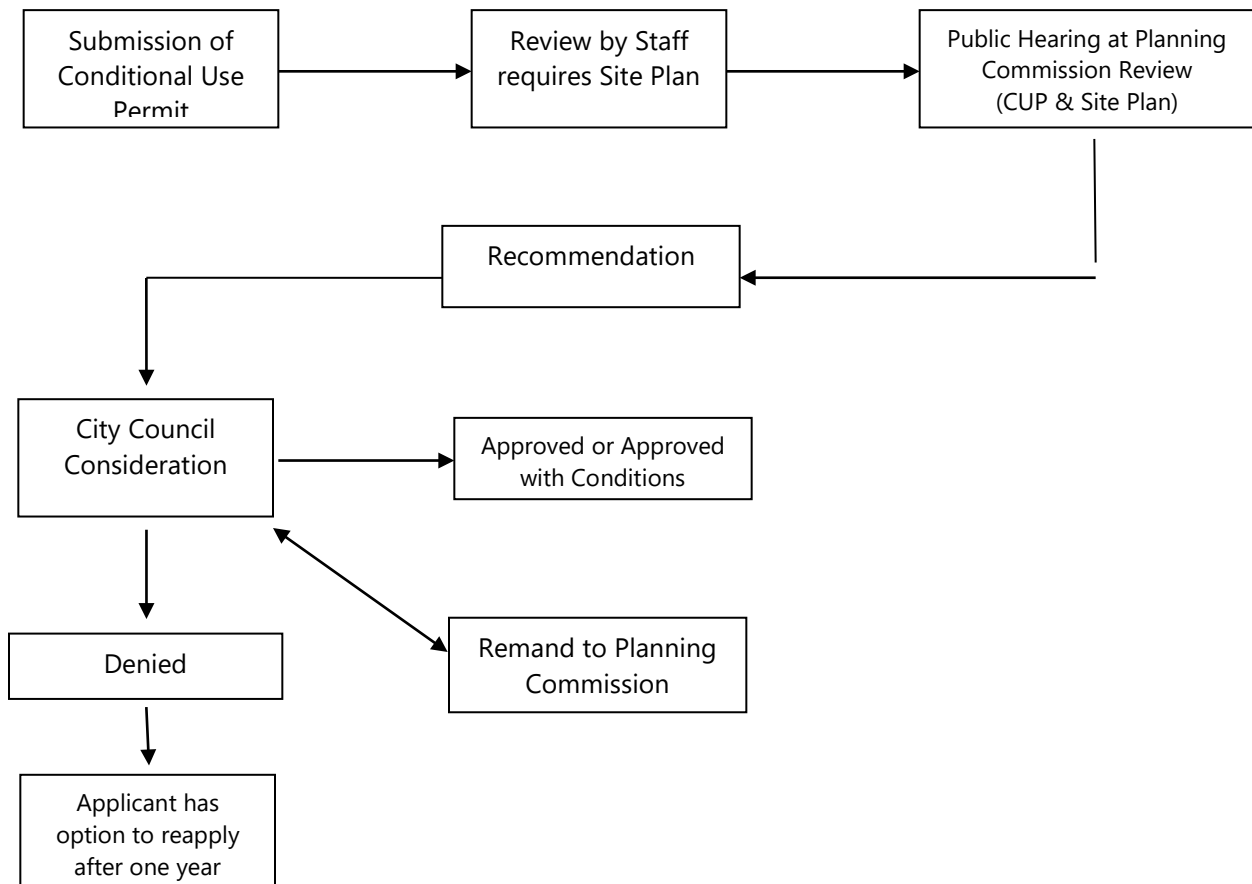 Submission of
Conditional Use
Permit
Review by Staff
requires Site Plan
Public Hearing at Planning
Commission Review
(CUP & Site Plan)
Recommendation
City Council
Consideration
Approved or Approved
with Conditions
Denied
Remand to Planning
Commission
Applicant has
option to reapply
after one year